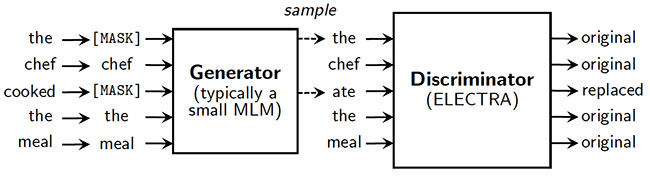 sample
the [MASK] the original
chef chef chef original
cooked [MASK] ate replaced
the the the original
meal meal meal original
Generator
(typically a
small MLM)
Discriminator
(ELECTRA)